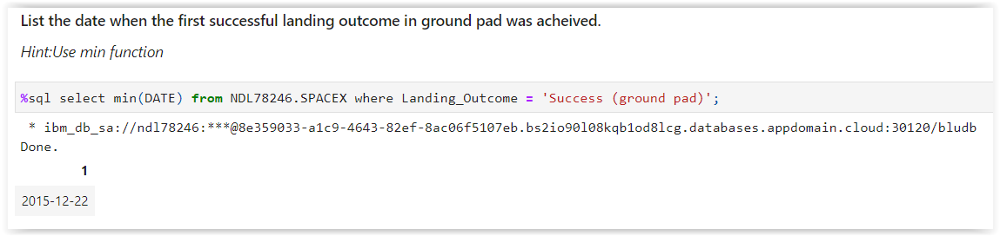 List the date when the first successful landing outcome in ground pad was acheived.
Hint:Use min function
%sql select min(DATE) from NDL78246.SPACEX where Landing_Outcome = 'Success (ground pad)';
* ibm_db_sa://ndl78246:***@8e359033-a1c9-4643-82ef-8ac06f5107eb.bs2io90l08kqb1od8lcg.databases.appdomain.cloud:30120/bludb
Done.
1
2015-12-22